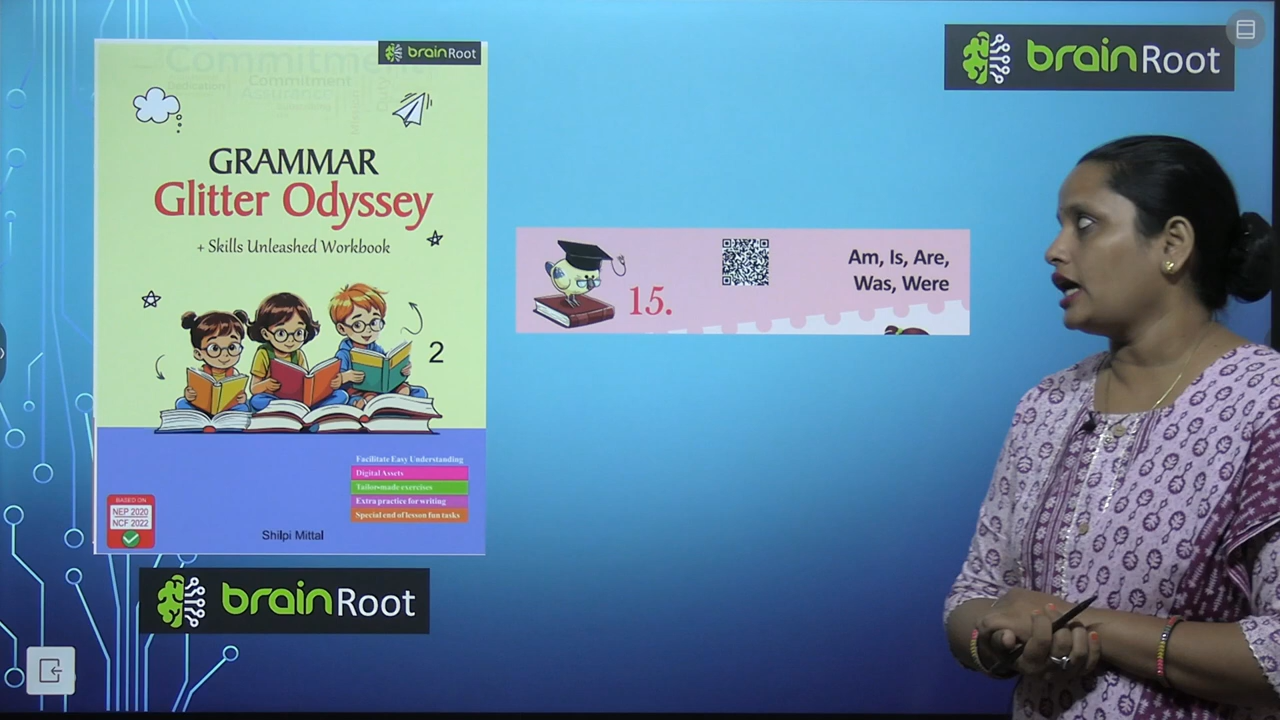 brainRoot
Commitment
Commitment
GRAMMAR
Glitter Odyssey
+ Skills Unleashed Workbook
2
Facilitate Easy Understanding
Digital Assets
Tailormade exercises
Extra practice for writing
Special end of lesson fun tasks
BASED ON
NEP 2020
NCF 2022
Shilpi Mittal
brainRoot
15.
Am, Is, Are,
Was, Were
brainRoot